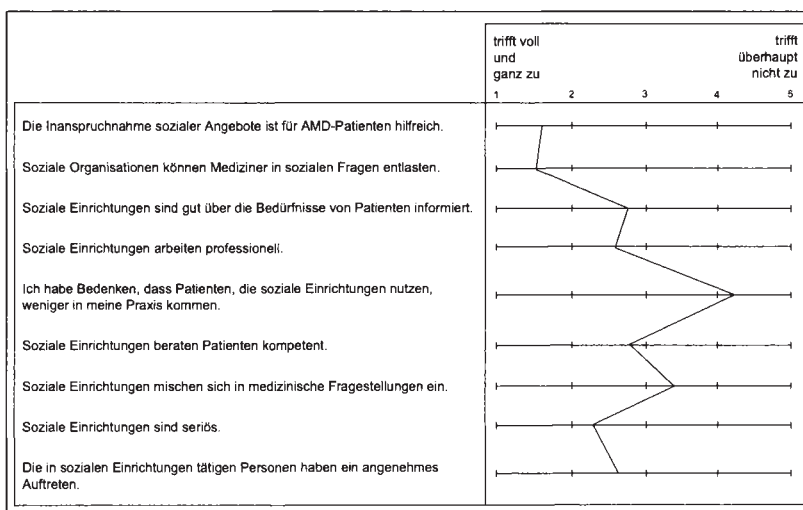 trifft voll
und
ganz zu
trifft
überhaupt
nicht zu
1 2 3 4 5
Die Inanspruchnahme sozialer Angebote ist für AMD-Patienten hilfreich.
Soziale Organisationen können Mediziner in sozialen Fragen entlasten.
Soziale Einrichtungen sind gut über die Bedürfnisse von Patienten informiert.
Soziale Einrichtungen arbeiten professionell.
Ich habe Bedenken, dass Patienten, die soziale Einrichtungen nutzen,
weniger in meine Praxis kommen.
Soziale Einrichtungen beraten Patienten kompetent.
Soziale Einrichtungen mischen sich in medizinische Fragestellungen ein.
Soziale Einrichtungen sind seriös.
Die in sozialen Einrichtungen tätigen Personen haben ein angenehmes
Auftreten.